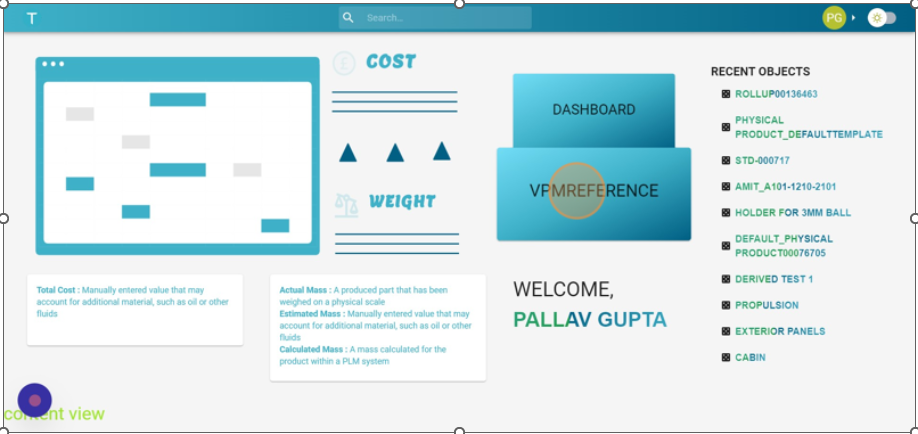 T
Search...
PG
£ COST
WEIGHT
Total Cost : Manually entered value that may
account for additional material, such as oil or other
fluids
Actual Mass : A produced part that has been
weighed on a physical scale
Estimated Mass : Manually entered value that may
account for additional material, such as oil or other
fluids
Calculated Mass : A mass calculated for the
product within a PLM system
DASHBOARD
VPMREFERENCE
WELCOME,
PALLAV GUPTA
RECENT OBJECTS
ROLLUP00136463
PHYSICAL
PRODUCT_DEFAULTTEMPLATE
STD-000717
AMIT_A101-1210-2101
HOLDER FOR 3MM BALL
DEFAULT_PHYSICAL
PRODUCT00076705
DERIVED TEST 1
PROPULSION
EXTERIOR PANELS
CABIN
content view